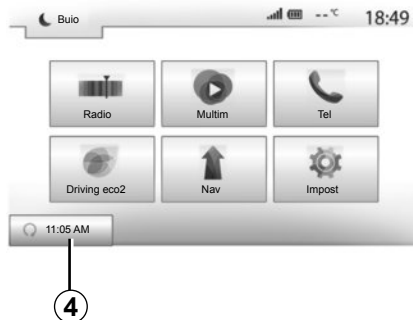 Buio
--°C
18:49
Radio
Multim
Tel
Driving eco2
Nav
Impost
11:05 AM
4